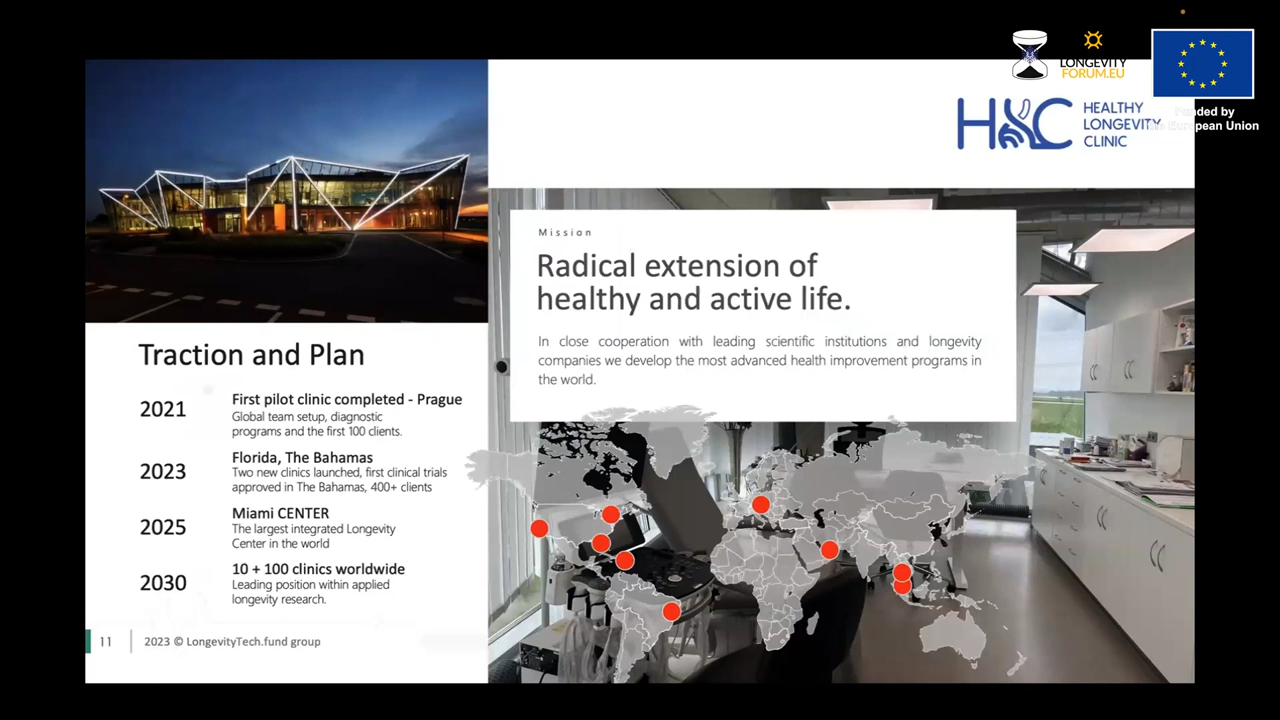 LONGEVITY
FORUM.EU
Funded by
European Union
HEALTHY
LONGEVITY
CLINIC
HLC
Mission
Radical extension of
healthy and active life.
In close cooperation with leading scientific institutions and longevity
companies we develop the most advanced health improvement programs in
the world.
Traction and Plan
2021
First pilot clinic completed - Prague
Global team setup, diagnostic
programs and the first 100 clients.
2023
Florida, The Bahamas
Two new clinics launched, first clinical trials
approved in The Bahamas, 400+ clients
2025
Miami CENTER
The largest integrated Longevity
Center in the world
2030
10 + 100 clinics worldwide
Leading position within applied
longevity research.
11
2023 © LongevityTech.fund group